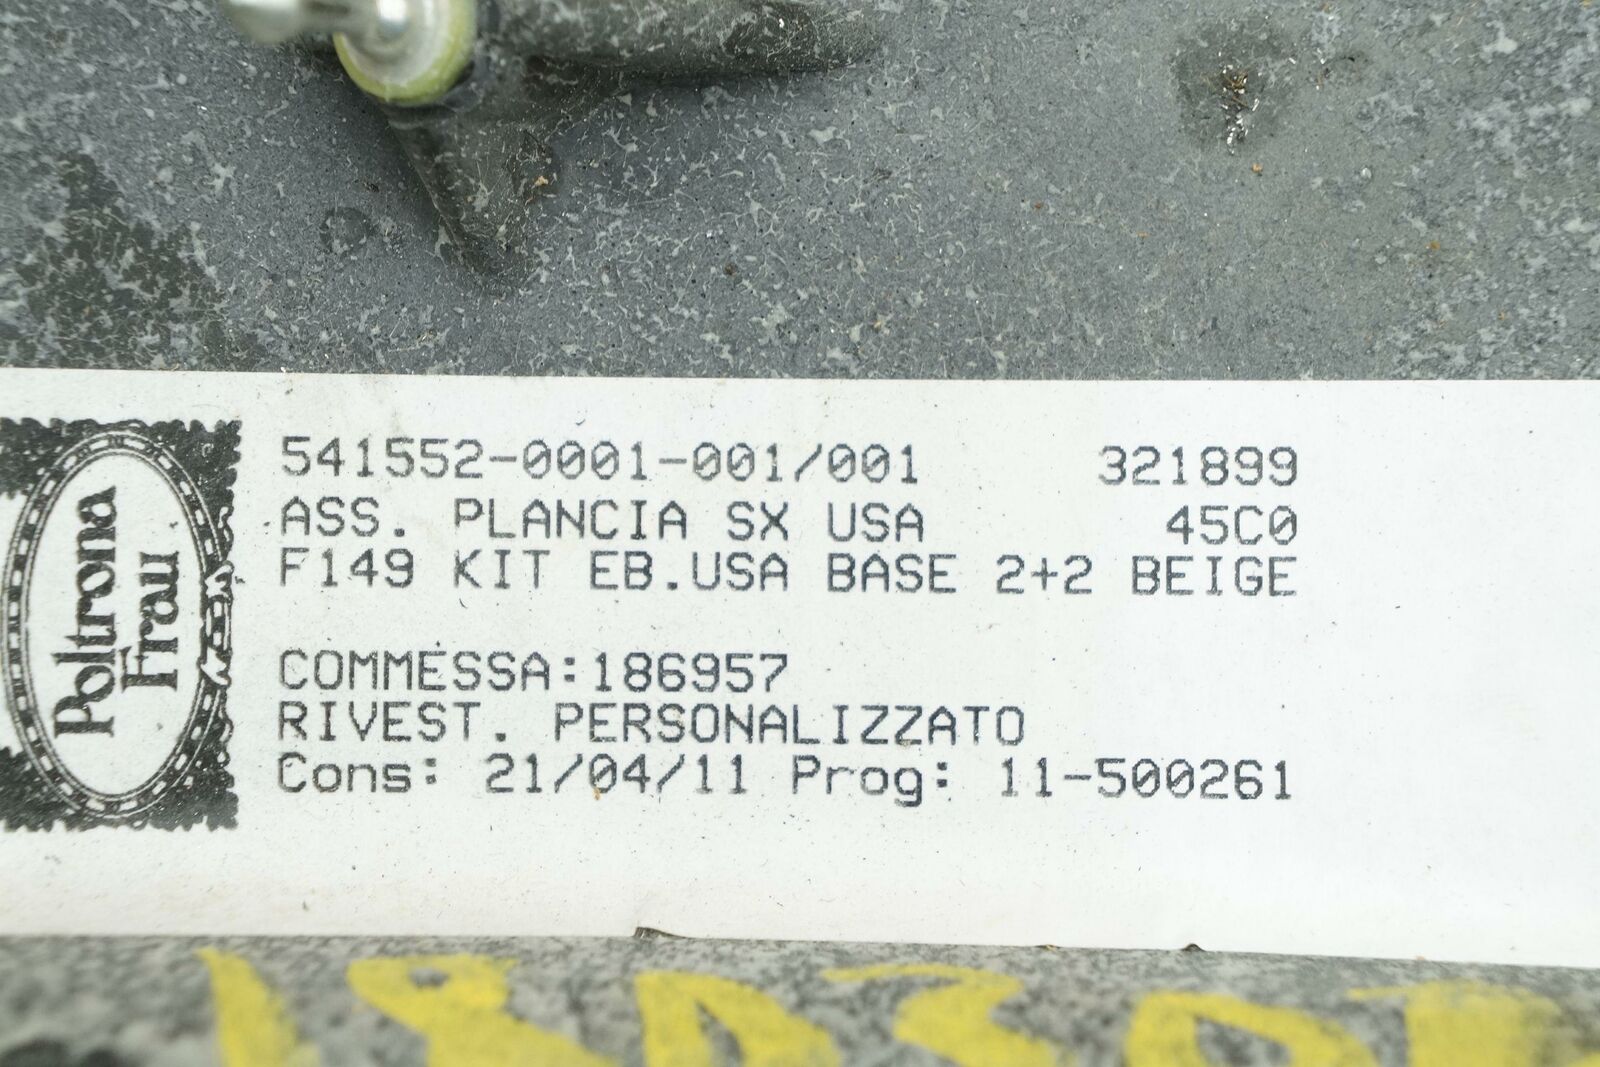 Poltrona
Frau
541552-0001-001/001 321899
ASS. PLANCIA SX USA 45C0
F149 KIT EB.USA BASE 2+2 BEIGE
COMMESSA:186957
RIVEST. PERSONALIZZATO
Cons: 21/04/11 Prog: 11-500261